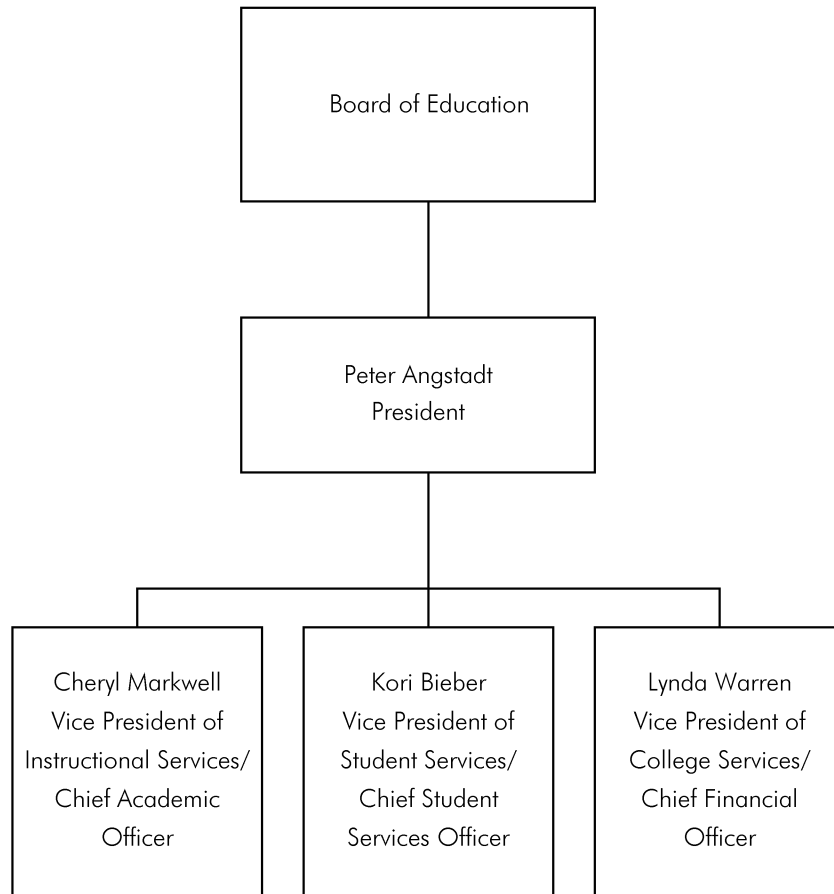 Board of Education
Peter Angstadt
President
Cheryl Markwell
Vice President of
Instructional Services/
Chief Academic
Officer
Kori Bieber
Vice President of
Student Services/
Chief Student
Services Officer
Lynda Warren
Vice President of
College Services/
Chief Financial
Officer